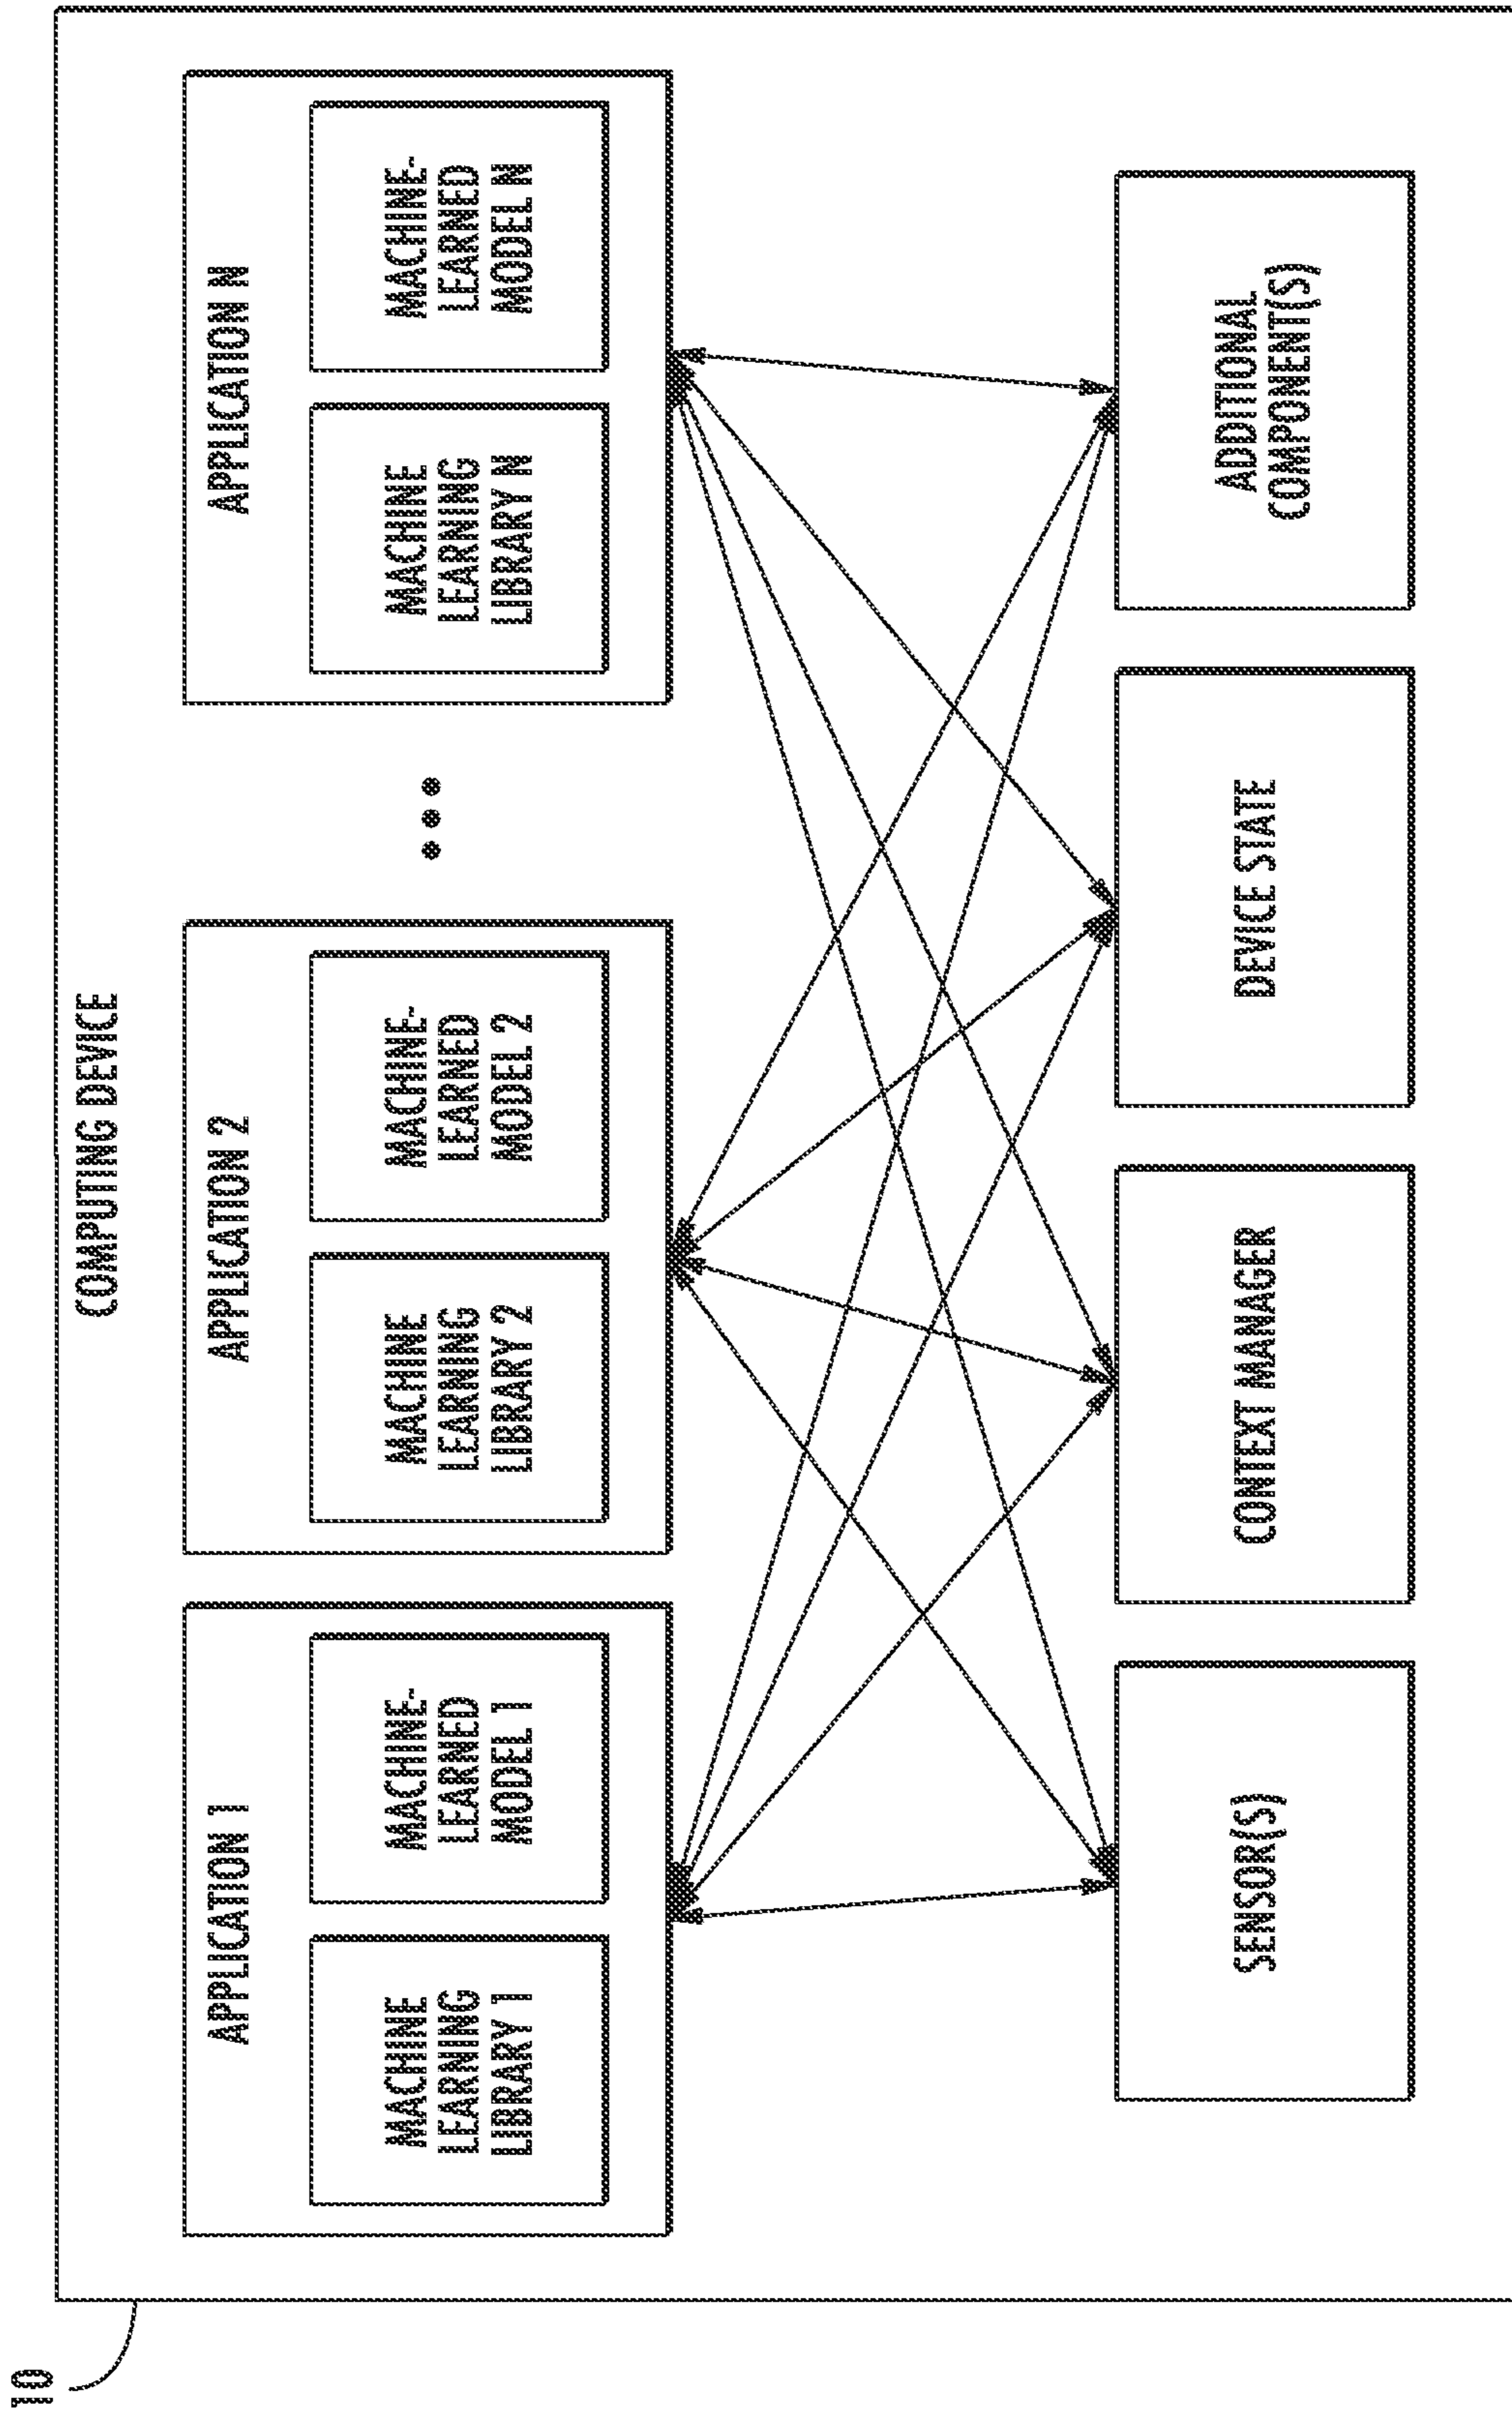 10
COMPUTING DEVICE
APPLICATION 1
MACHINE
LEARNING
LIBRARY 1
MACHINE-
LEARNED
MODEL 1
APPLICATION 2
MACHINE
LEARNING
LIBRARY 2
MACHINE-
LEARNED
MODEL 2
APPLICATION N
MACHINE
LEARNING
LIBRARY N
MACHINE-
LEARNED
MODEL N
SENSOR(S)
CONTEXT MANAGER
DEVICE STATE
ADDITIONAL
COMPONENT(S)